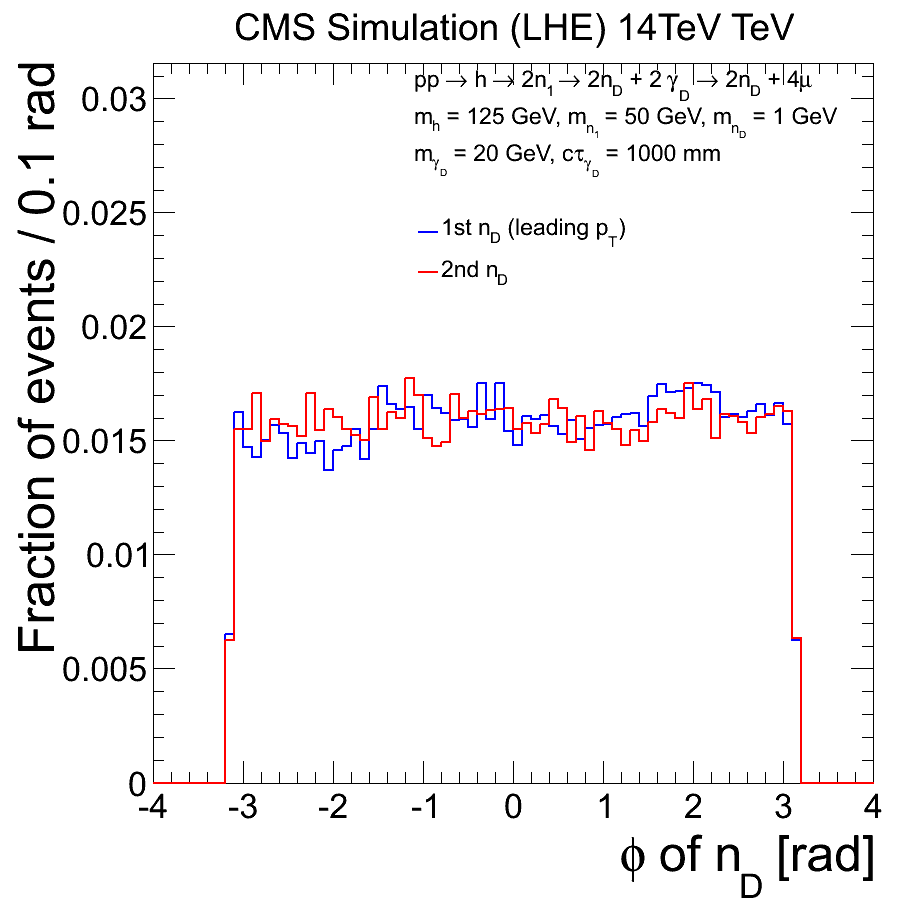 CMS Simulation (LHE) 14TeV TeV
pp → h → 2n1 → 2nD + 2 γD → 2nD + 4μ
mh = 125 GeV, mn1 = 50 GeV, mnD = 1 GeV
mγD = 20 GeV, cτγD = 1000 mm
1st nD (leading pT)
2nd nD
Fraction of events / 0.1 rad
0.03
0.025
0.02
0.015
0.01
0.005
0
-4 -3 -2 -1 0 1 2 3 4
ϕ of nD [rad]